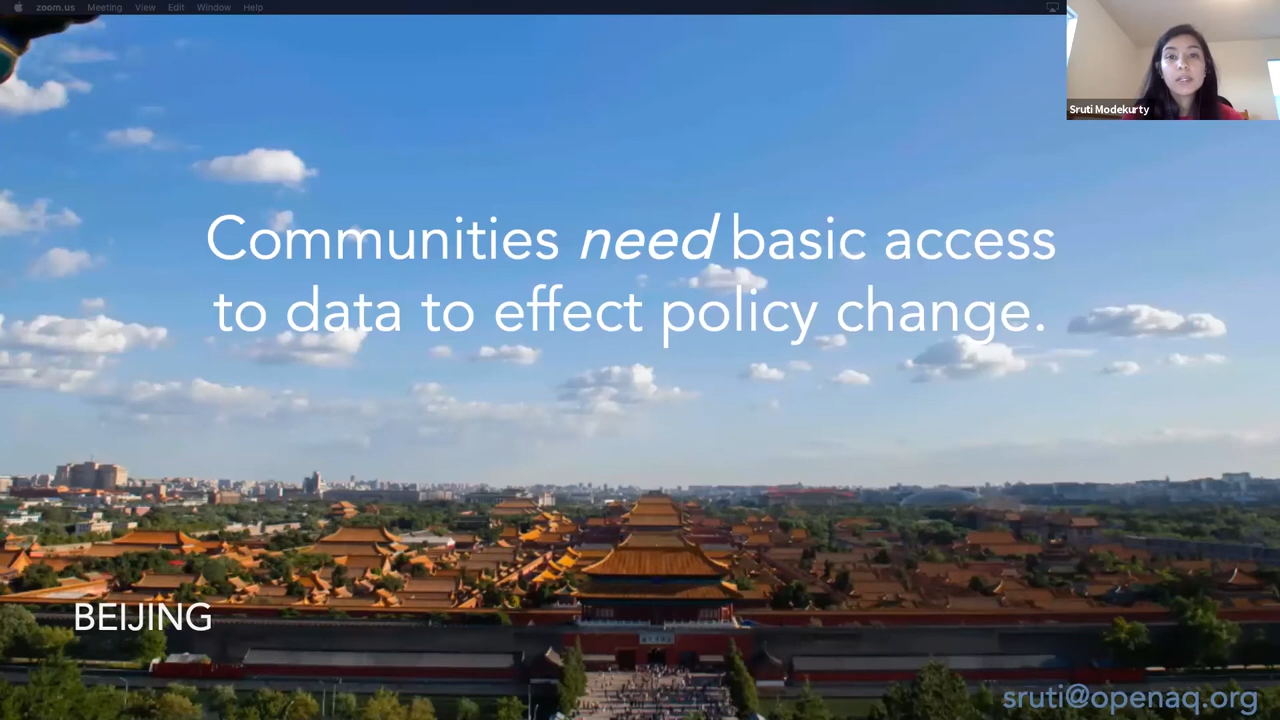 zoom.us Meeting View Edit Window Help
Sruti Modekurty
Communities need basic access
to data to effect policy change.
BEIJING
sruti@openaq.org